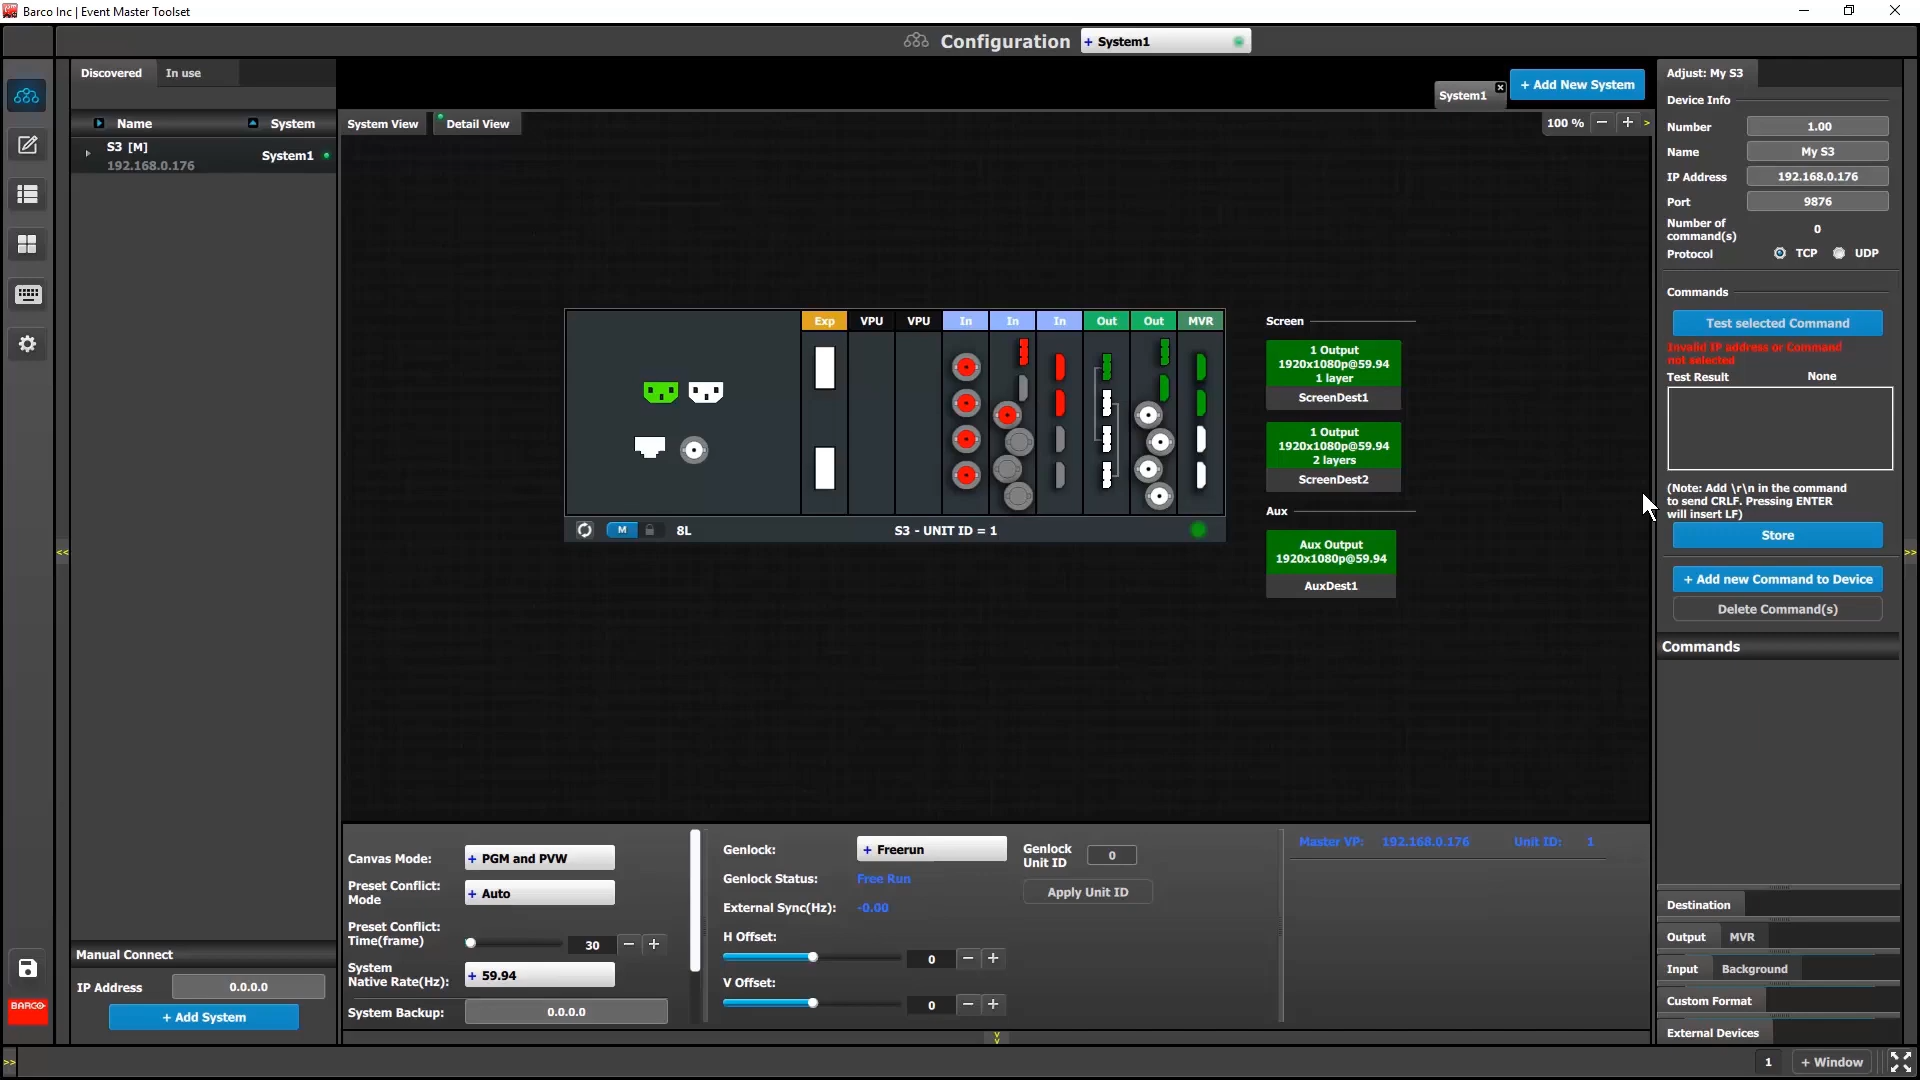 Barco Inc | Event Master Toolset
Configuration
+ System1
Discovered
In use
Name
System
S3 [M]
192.168.0.176
System1
System View
Detail View
System1
+ Add New System
100 %
Exp
VPU
VPU
In
In
In
Out
Out
MVR
M
8L
S3 - UNIT ID = 1
Screen
1 Output
1920x1080p@59.94
1 layer
ScreenDest1
1 Output
1920x1080p@59.94
2 layers
ScreenDest2
Aux
Aux Output
1920x1080p@59.94
AuxDest1
Adjust: My S3
Device Info
Number
1.00
Name
My S3
IP Address
192.168.0.176
Port
9876
Number of
command(s)
0
Protocol
TCP
UDP
Commands
Test selected Command
Invalid IP address or Command
not selected
Test Result
None
(Note: Add \r\n in the command
to send CRLF. Pressing ENTER
will insert LF)
Store
+ Add new Command to Device
Delete Command(s)
Commands
Destination
Output
MVR
Input
Background
Custom Format
External Devices
Manual Connect
IP Address
0.0.0.0
+ Add System
BARCO
Canvas Mode:
+ PGM and PVW
Preset Conflict:
Mode
+ Auto
Preset Conflict:
Time(frame)
30
System
Native Rate(Hz):
+ 59.94
System Backup:
0.0.0.0
Genlock:
+ Freerun
Genlock
Unit ID
0
Genlock Status:
Free Run
Apply Unit ID
External Sync(Hz):
-0.00
H Offset:
0
V Offset:
0
Master VP:
192.168.0.176
Unit ID:
1
<<
>>
>>
1
+ Window